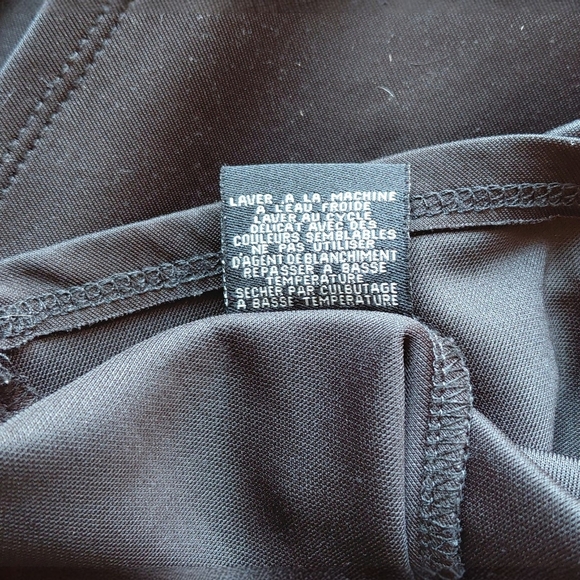 LAVER A LA MACHINE
A L'EAU FROIDE
LAVER AU CYCLE
DELICAT AVEC DES
COULEURS SEMBLABLES
NE PAS UTILISER
D'AGENT DE BLANCHIMENT
REPASSER A BASSE
TEMPERATURE
SECHER PAR CULBUTAGE
A BASSE TEMPERATURE